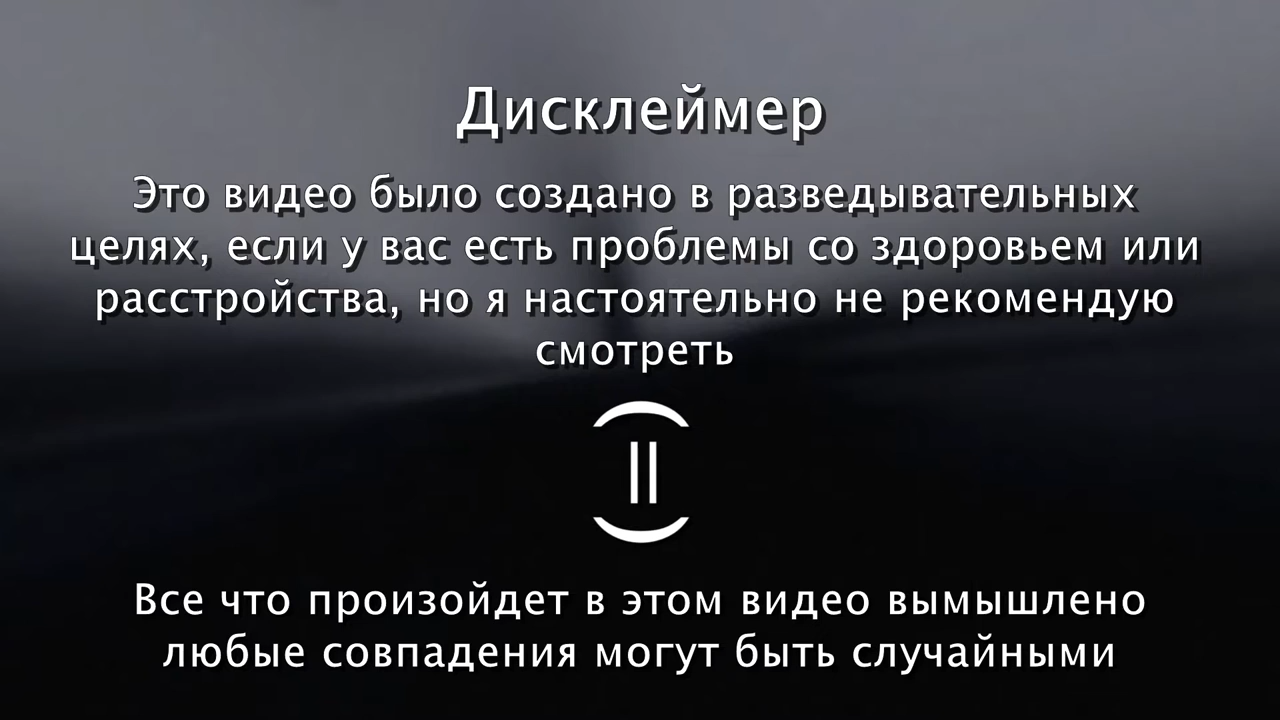 Дисклеймер
Это видео было создано в разведывательных
целях, если у вас есть проблемы со здоровьем или
расстройства, но я настоятельно не рекомендую
смотреть
Все что произойдет в этом видео вымышлено
любые совпадения могут быть случайными